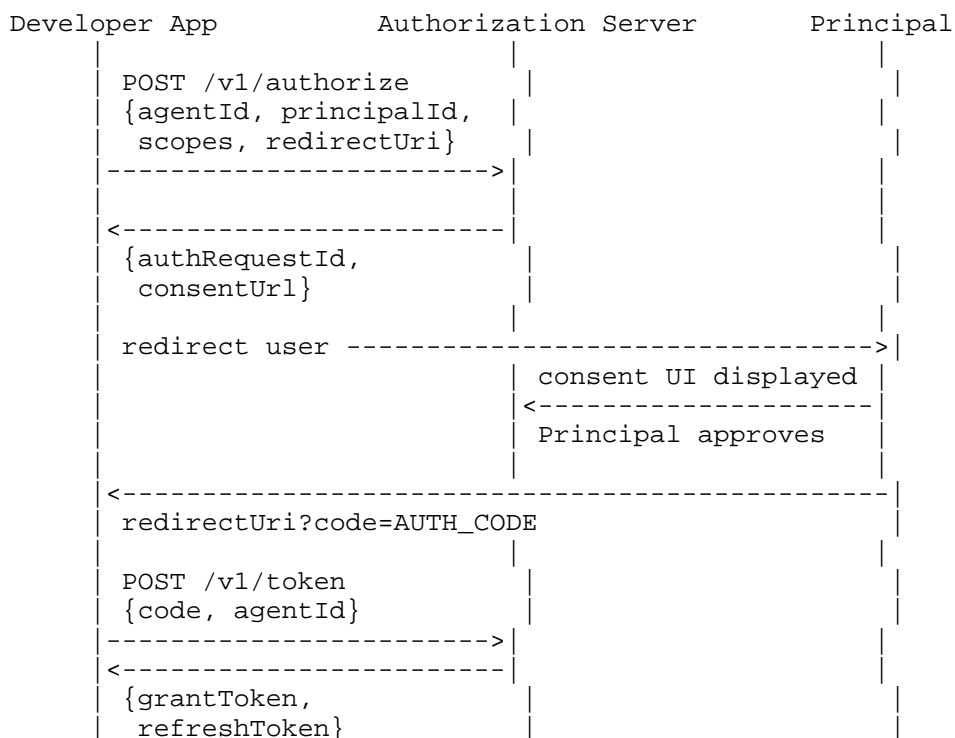 Developer App Authorization Server Principal
POST /v1/authorize
{agentId, principalId,
scopes, redirectUri}
{authRequestId,
consentUrl}
redirect user
consent UI displayed
Principal approves
redirectUri?code=AUTH_CODE
POST /v1/token
{code, agentId}
{grantToken,
refreshToken}